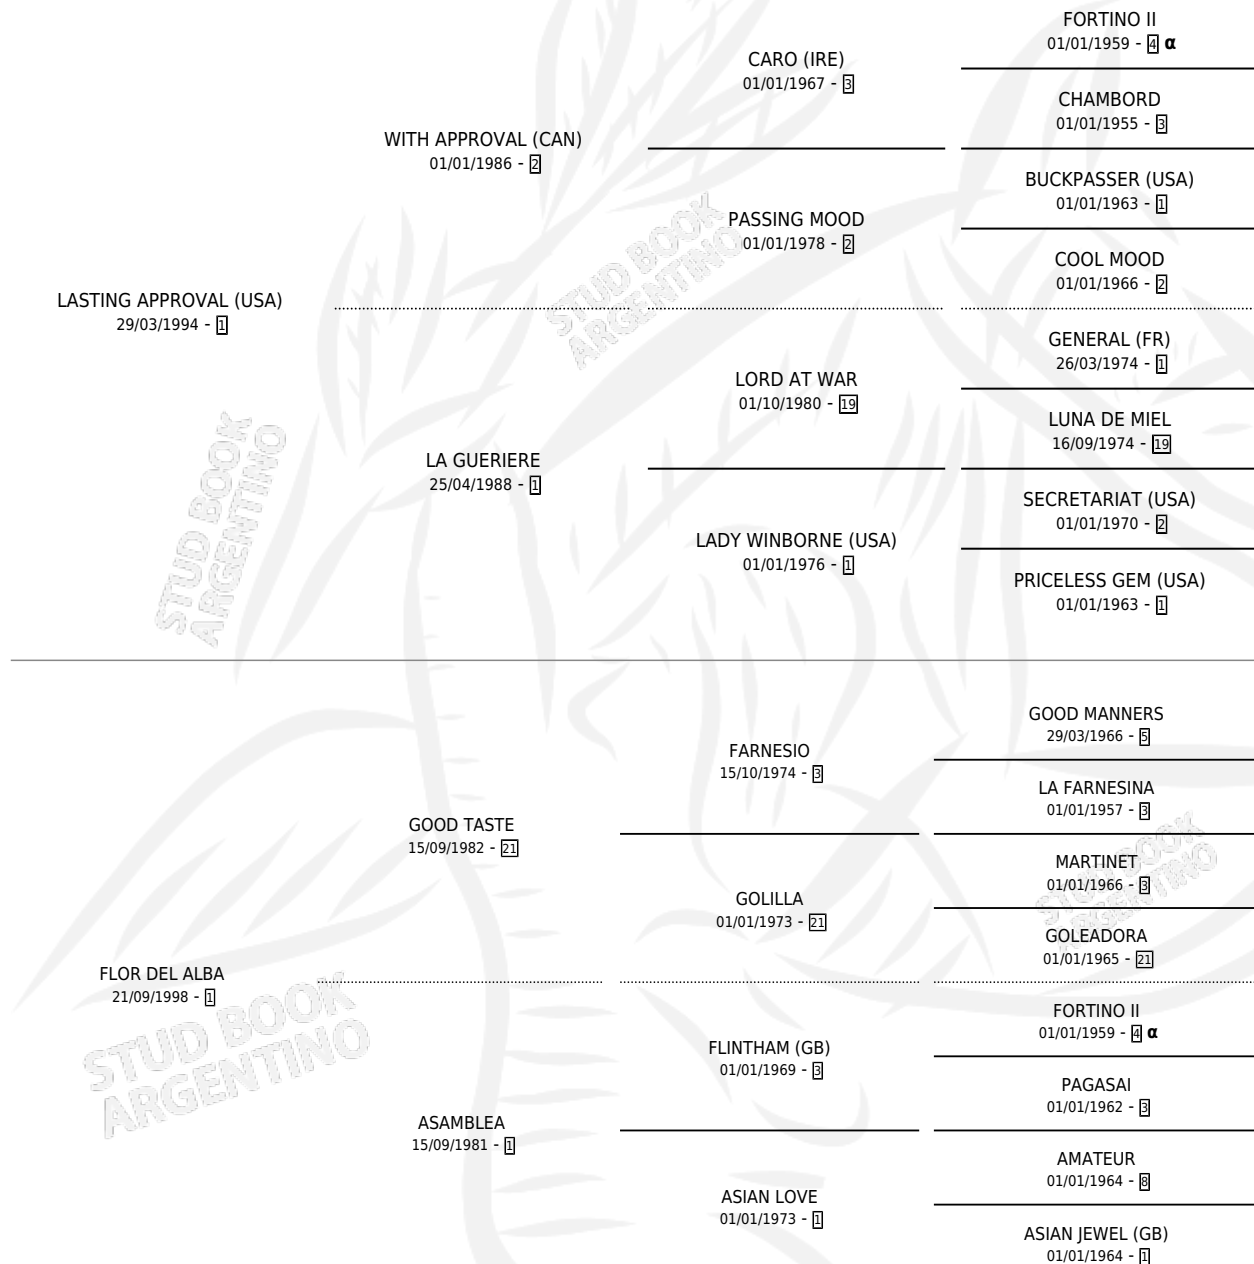 FORTINO II
01/01/1959 - 4 α
CARO (IRE)
01/01/1967 - 3
CHAMBORD
01/01/1955 - 3
WITH APPROVAL (CAN)
01/01/1986 - 2
BUCKPASSER (USA)
01/01/1963 - 1
PASSING MOOD
01/01/1978 - 2
COOL MOOD
01/01/1966 - 2
LASTING APPROVAL (USA)
29/03/1994 - 1
STUD BOOK
ARGENTINO
GENERAL (FR)
26/03/1974 - 1
LORD AT WAR
01/10/1980 - 19
LUNA DE MIEL
16/09/1974 - 19
LA GUERIERE
25/04/1988 - 1
SECRETARIAT (USA)
01/01/1970 - 2
LADY WINBORNE (USA)
01/01/1976 - 1
PRICELESS GEM (USA)
01/01/1963 - 1
STUD BOOK
ARGENTINO
GOOD MANNERS
29/03/1966 - 5
FARNESIO
15/10/1974 - 3
LA FARNESINA
01/01/1957 - 3
GOOD TASTE
15/09/1982 - 21
MARTINET
01/01/1966 - 3
GOLILLA
01/01/1973 - 21
STUD BOOK
ARGENTINO
GOLEADORA
01/01/1965 - 21
FLOR DEL ALBA
21/09/1998 - 1
STUD BOOK
ARGENTINO
FORTINO II
01/01/1959 - 4 α
FLINTHAM (GB)
01/01/1969 - 3
PAGASAI
01/01/1962 - 3
ASAMBLEA
15/09/1981 - 1
AMATEUR
01/01/1964 - 8
ASIAN LOVE
01/01/1973 - 1
ASIAN JEWEL (GB)
01/01/1964 - 1